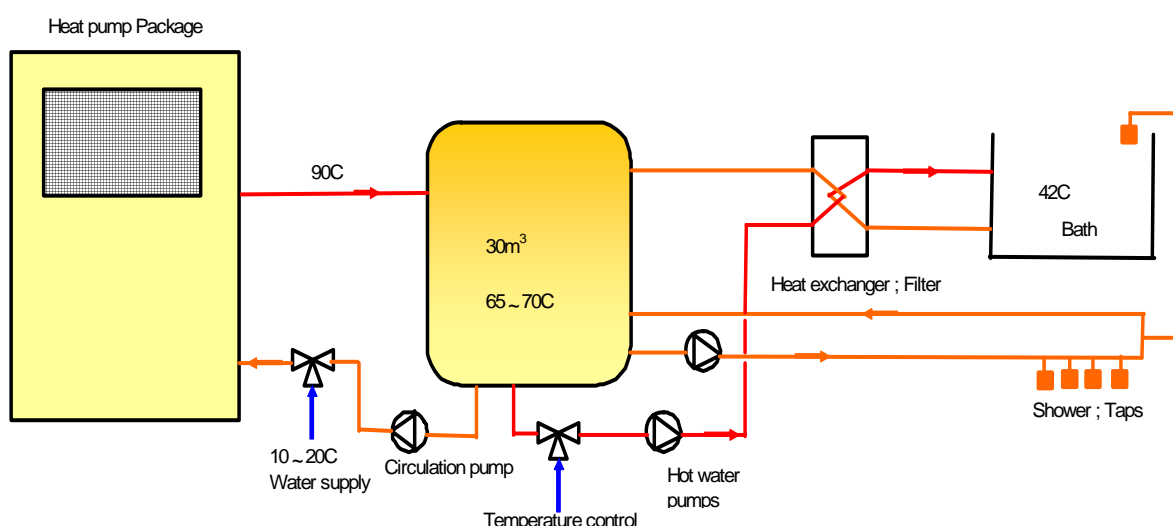 Heat pump Package
90C
30m³
65~70C
42C
Bath
Heat exchanger ; Filter
Shower ; Taps
10~20C
Water supply
Circulation pump
Hot water
pumps
Temperature control